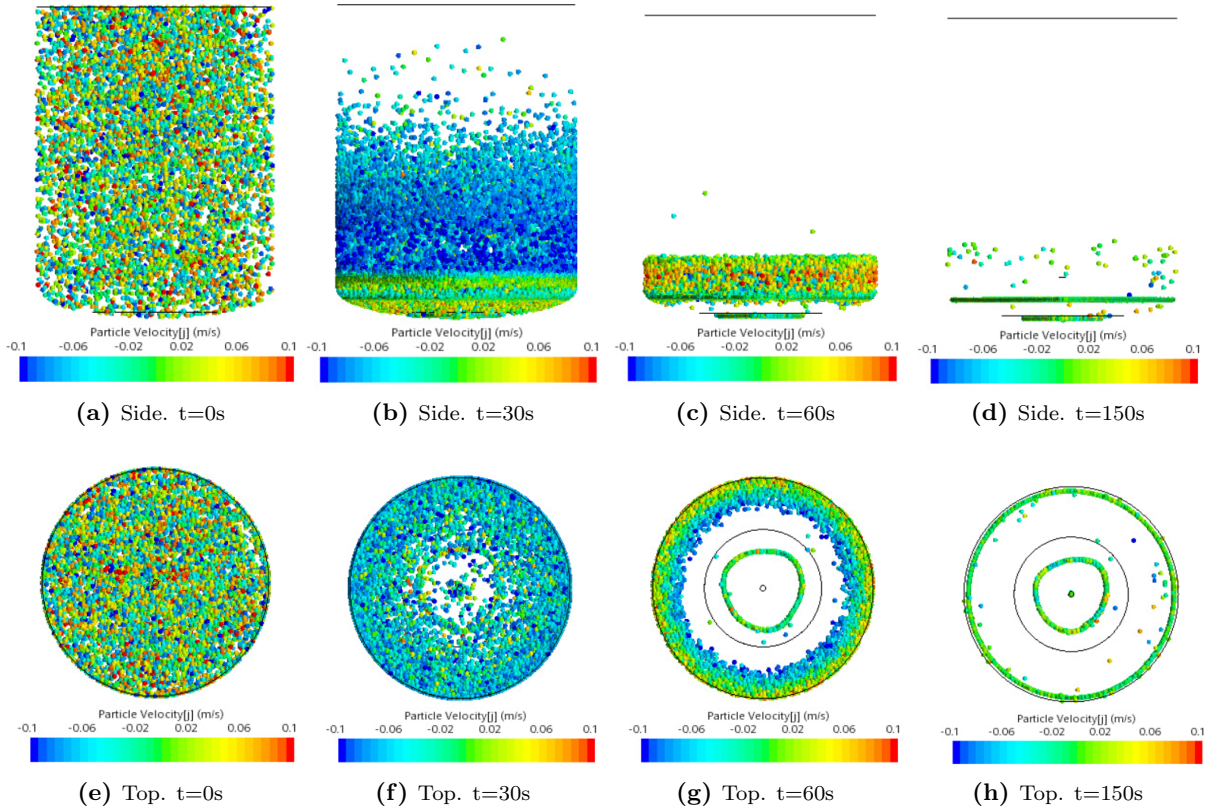 Particle Velocity[j] (m/s)
-0.1 -0.06 -0.02 0.02 0.06 0.1
(a) Side. t=0s
Particle Velocity[j] (m/s)
-0.1 -0.06 -0.02 0.02 0.06 0.1
(b) Side. t=30s
Particle Velocity[j] (m/s)
-0.1 -0.06 -0.02 0.02 0.06 0.1
(c) Side. t=60s
Particle Velocity[j] (m/s)
-0.1 -0.06 -0.02 0.02 0.06 0.1
(d) Side. t=150s
Particle Velocity[j] (m/s)
-0.1 -0.06 -0.02 0.02 0.06 0.1
(e) Top. t=0s
Particle Velocity[j] (m/s)
-0.1 -0.06 -0.02 0.02 0.06 0.1
(f) Top. t=30s
Particle Velocity[j] (m/s)
-0.1 -0.06 -0.02 0.02 0.06 0.1
(g) Top. t=60s
Particle Velocity[j] (m/s)
-0.1 -0.06 -0.02 0.02 0.06 0.1
(h) Top. t=150s